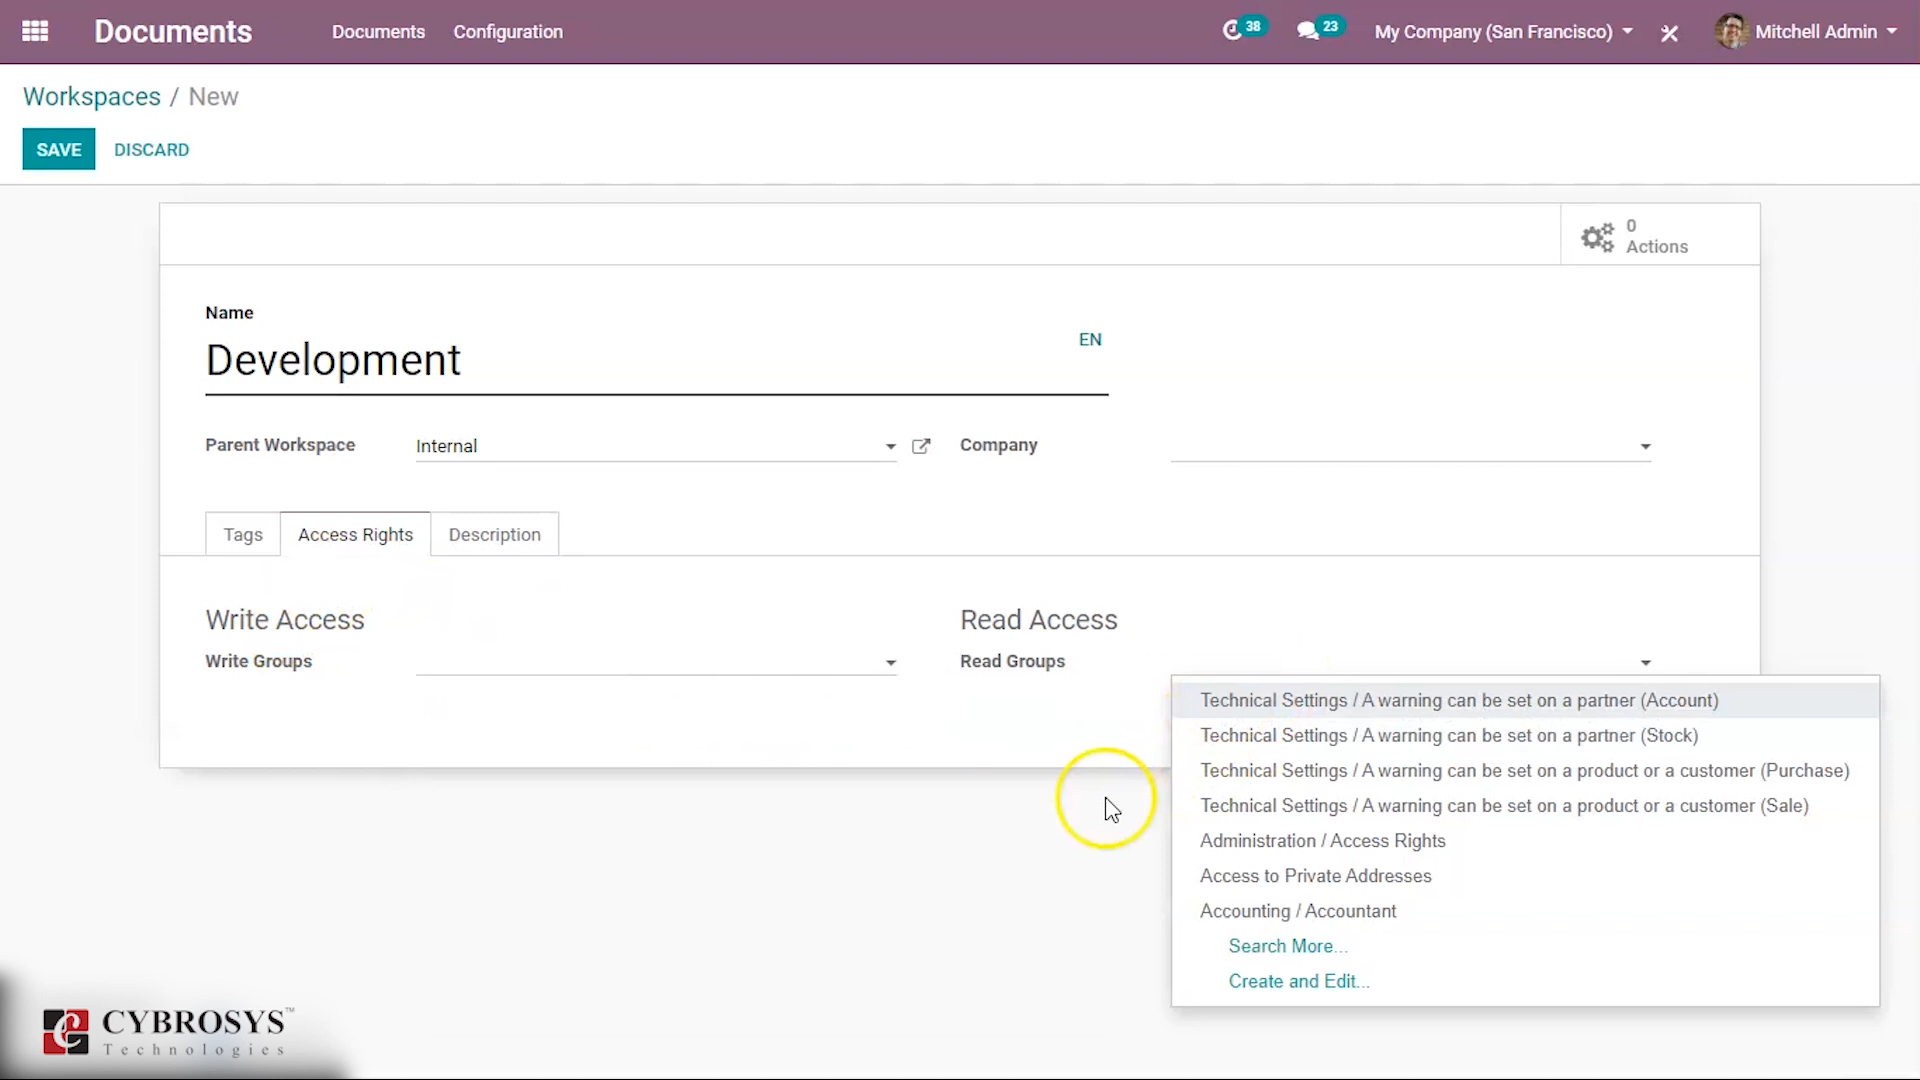 Documents
Documents
Configuration
38
23
My Company (San Francisco)
Mitchell Admin
Workspaces / New
SAVE
DISCARD
0
Actions
Name
Development
EN
Parent Workspace
Internal
Company
Tags
Access Rights
Description
Write Access
Read Access
Write Groups
Read Groups
Technical Settings / A warning can be set on a partner (Account)
Technical Settings / A warning can be set on a partner (Stock)
Technical Settings / A warning can be set on a product or a customer (Purchase)
Technical Settings / A warning can be set on a product or a customer (Sale)
Administration / Access Rights
Access to Private Addresses
Accounting / Accountant
Search More...
Create and Edit...
CYBROSYS™
Technologies